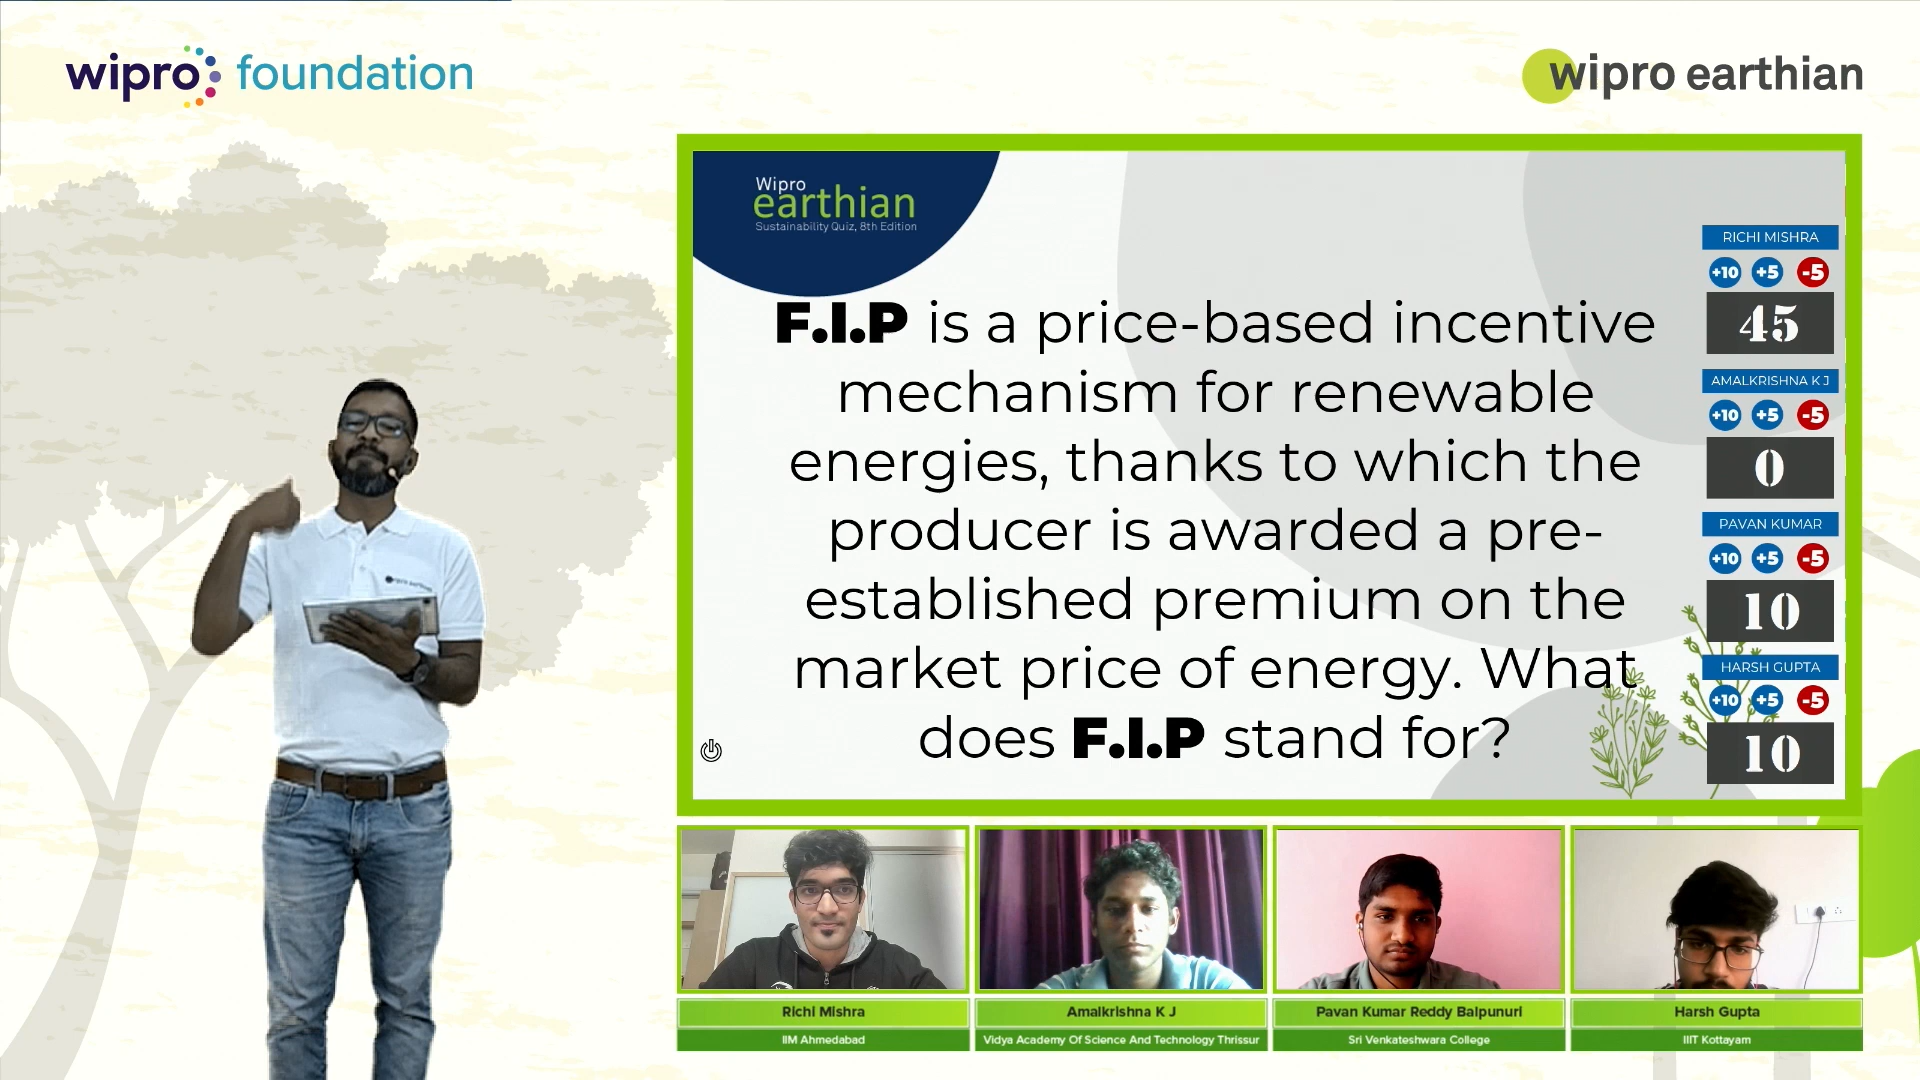 wipro foundation
wipro earthian
Wipro
earthian
Sustainability Quiz, 8th Edition
F.I.P is a price-based incentive
mechanism for renewable
energies, thanks to which the
producer is awarded a pre-
established premium on the
market price of energy. What
does F.I.P stand for?
RICHI MISHRA
+10 +5 -5
45
AMALKRISHNA K J
+10 +5 -5
0
PAVAN KUMAR
+10 +5 -5
10
HARSH GUPTA
+10 +5 -5
10
wipro earthian
Richi Mishra
IIM Ahmedabad
Amalkrishna K J
Vidya Academy Of Science And Technology Thrissur
Pavan Kumar Reddy Balpunuri
Sri Venkateshwara College
Harsh Gupta
IIIT Kottayam